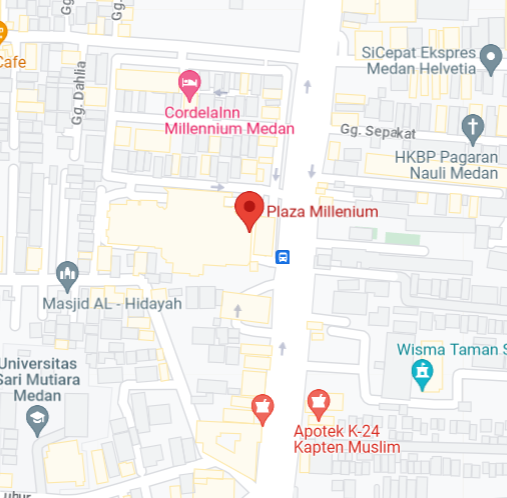 Gg.
Gg.
Cafe
SiCepat Ekspres
Medan Helvetia
Gg. Dahlia
CordelaInn
Millennium Medan
Gg. Sepakat
HKBP Pagaran
Nauli Medan
Plaza Millenium
Masjid AL - Hidayah
Wisma Taman S
Universitas
Sari Mutiara
Medan
Apotek K-24
Kapten Muslim
uhur